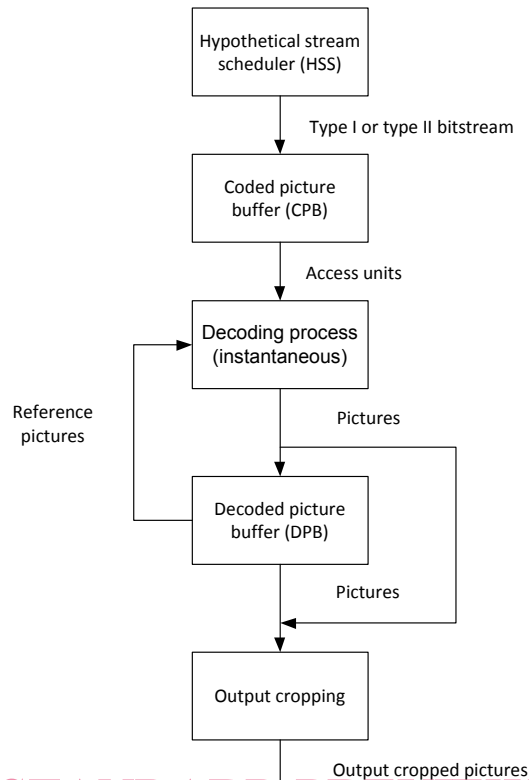 Hypothetical stream
scheduler (HSS)
Type I or type II bitstream
Coded picture
buffer (CPB)
Access units
Decoding process
(instantaneous)
Reference
pictures
Pictures
Decoded picture
buffer (DPB)
Pictures
Output cropping
Output cropped pictures